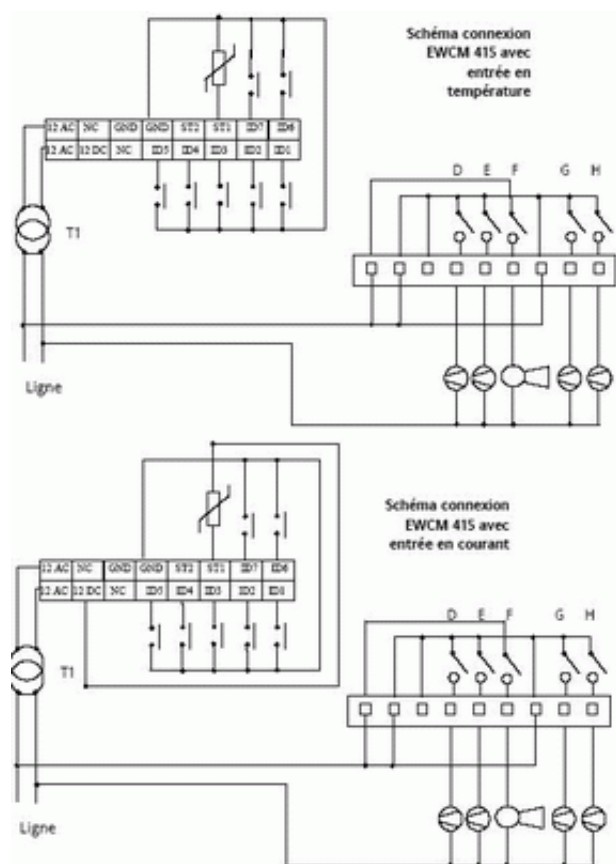 Schéma connexion
EWCM 415 avec
entrée en
température
12 AC NC GND GND ST2 ST1 ID7 ID6
12 AC 12 DC NC ID5 ID4 ID3 ID2 ID1
T1
D E F G H
Ligne
Schéma connexion
EWCM 415 avec
entrée en courant
12 AC NC GND GND ST2 ST1 ID7 ID6
12 AC 12 DC NC ID5 ID4 ID3 ID2 ID1
T1
D E F G H
Ligne